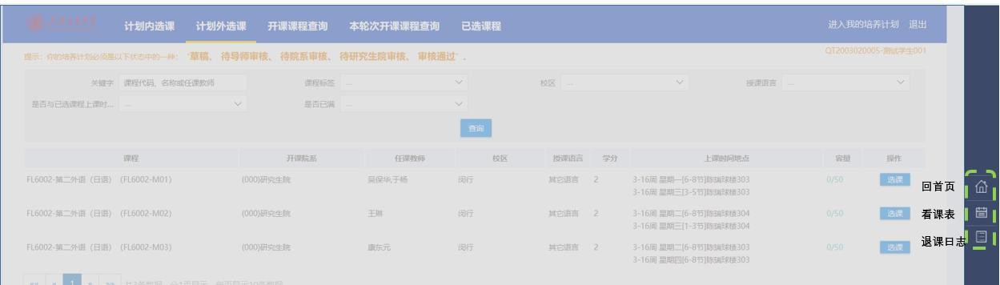 计划内选课 计划外选课 开课课程查询 本轮次开课课程查询 已选课程 进入我的培养计划 退出
提示：你的培养计划必须是以下状态中的一种： "草稿、 待导师审核、 待院系审核、 待研究生院审核、 审核通过" . QT2003020005-测试学生001
关键字 课程代码、名称或任课教师 课程标签 ... 校区 ... 授课语言 ...
是否与已选课程上课时... ... 是否已满 ...
查询
课程 开课院系 任课教师 校区 授课语言 学分 上课时间地点 容量 操作
FL6002-第二外语（日语） (FL6002-M01) (000)研究生院 吴保华,于杨 闵行 其它语言 2 3-16周 星期一[6-8节]陈瑞球楼303 0/50 选课
3-16周 星期三[3-5节]陈瑞球楼303
回首页
FL6002-第二外语（日语） (FL6002-M02) (000)研究生院 王琳 闵行 其它语言 2 3-16周 星期二[6-8节]陈瑞球楼304 0/50 选课 看课表
3-16周 星期三[1-3节]陈瑞球楼304
FL6002-第二外语（日语） (FL6002-M03) (000)研究生院 康东元 闵行 其它语言 2 3-16周 星期二[6-8节]陈瑞球楼303 0/50 选课 退课日志
3-16周 星期四[6-8节]陈瑞球楼303
1 共3条数据，分1页显示，每页显示10条数据